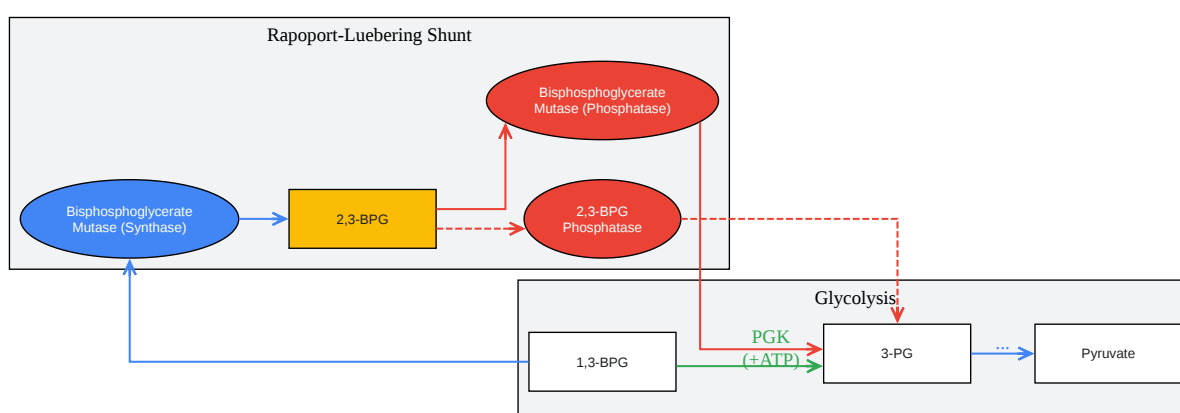 Rapoport-Luebering Shunt
Bisphosphoglycerate
Mutase (Phosphatase)
Bisphosphoglycerate
Mutase (Synthase)
2,3-BPG
2,3-BPG
Phosphatase
Glycolysis
PGK
(+ATP)
1,3-BPG
3-PG
...
Pyruvate